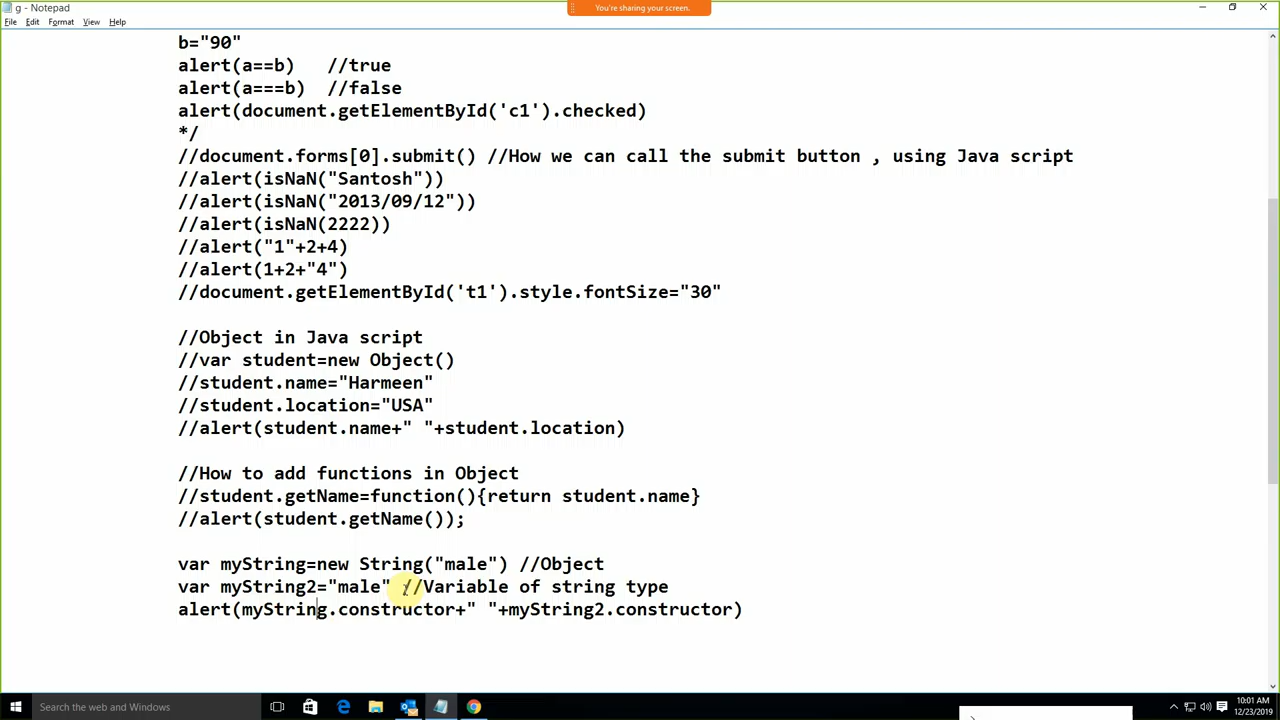 You're sharing your screen.
g - Notepad
File Edit Format View Help
b="90"
alert(a==b) //true
alert(a===b) //false
alert(document.getElementById('c1').checked)
*/
//document.forms[0].submit() //How we can call the submit button , using Java script
//alert(isNaN("Santosh"))
//alert(isNaN("2013/09/12"))
//alert(isNaN(2222))
//alert("1"+2+4)
//alert(1+2+"4")
//document.getElementById('t1').style.fontSize="30"
//Object in Java script
//var student=new Object()
//student.name="Harmeen"
//student.location="USA"
//alert(student.name+" "+student.location)
//How to add functions in Object
//student.getName=function(){return student.name}
//alert(student.getName());
var myString=new String("male") //Object
var myString2="male" //Variable of string type
alert(myString.constructor+" "+myString2.constructor)
Search the web and Windows
10:01 AM
12/23/2019